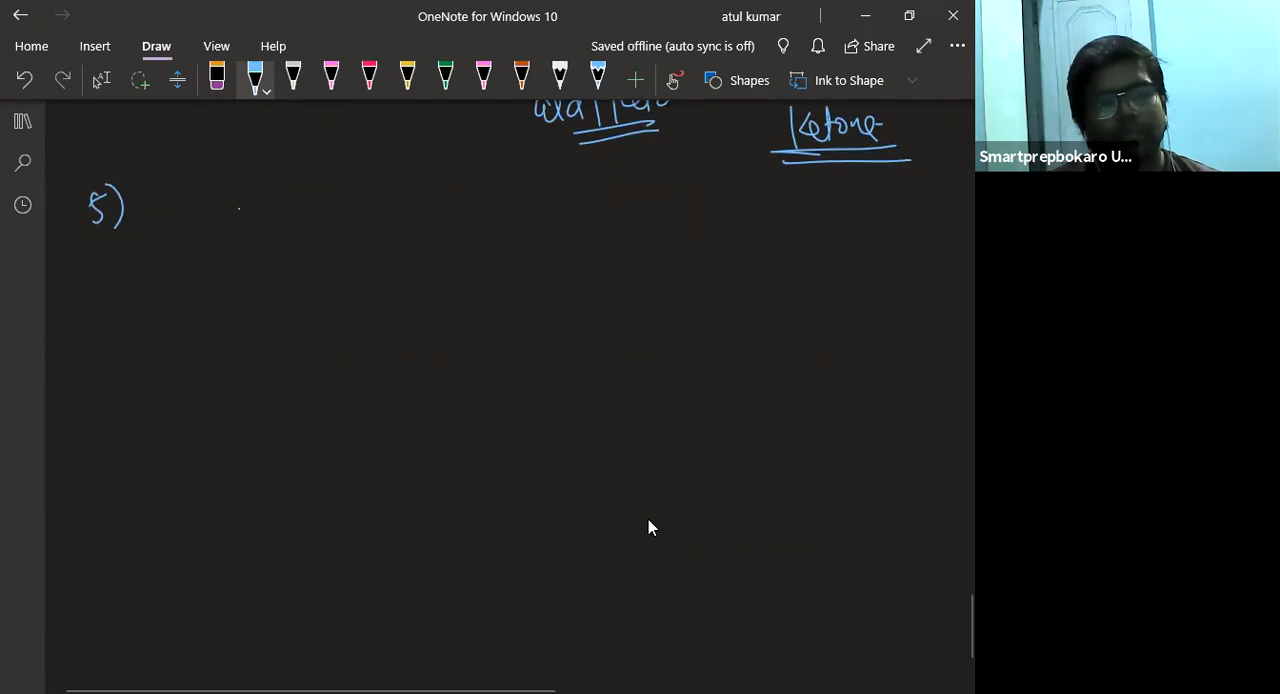 OneNote for Windows 10
atul kumar
Home Insert Draw View Help
Saved offline (auto sync is off)
Share
Shapes
Ink to Shape
Ketone
Smartprepbokaro U...
5)